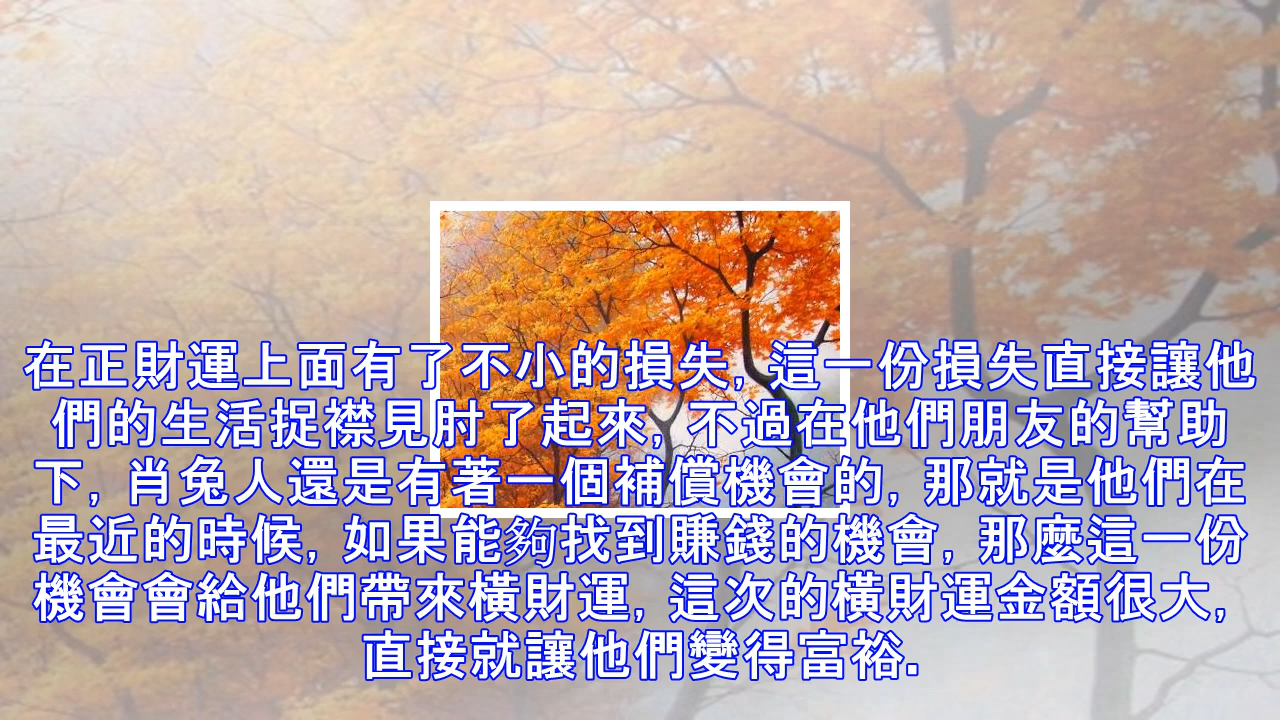 在正財運上面有了不小的損失, 這一份損失直接讓他
們的生活捉襟見肘了起來, 不過在他們朋友的幫助
下, 肖兔人還是有著一個補償機會的, 那就是他們在
最近的時候, 如果能夠找到賺錢的機會, 那麼這一份
機會會給他們帶來橫財運, 這次的橫財運金額很大,
直接就讓他們變得富裕.